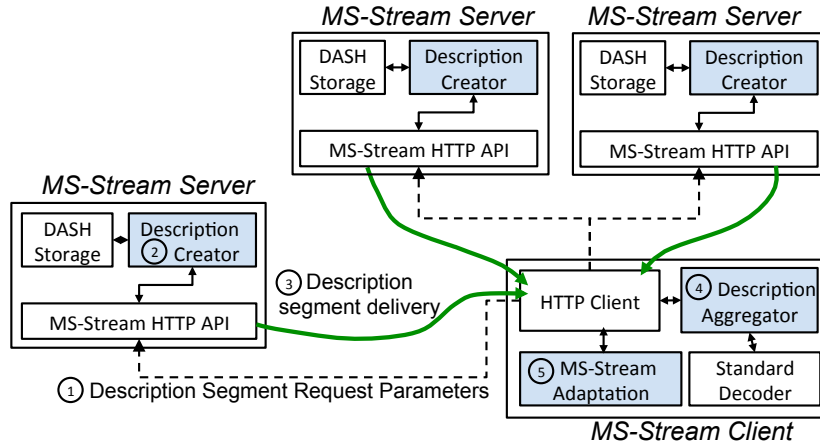 MS-Stream Server
DASH
Storage
Description
Creator
MS-Stream HTTP API
MS-Stream Server
DASH
Storage
Description
Creator
MS-Stream HTTP API
MS-Stream Server
DASH
Storage
Description
2 Creator
MS-Stream HTTP API
3 Description
segment delivery
1 Description Segment Request Parameters
HTTP Client
4 Description
Aggregator
5 MS-Stream
Adaptation
Standard
Decoder
MS-Stream Client